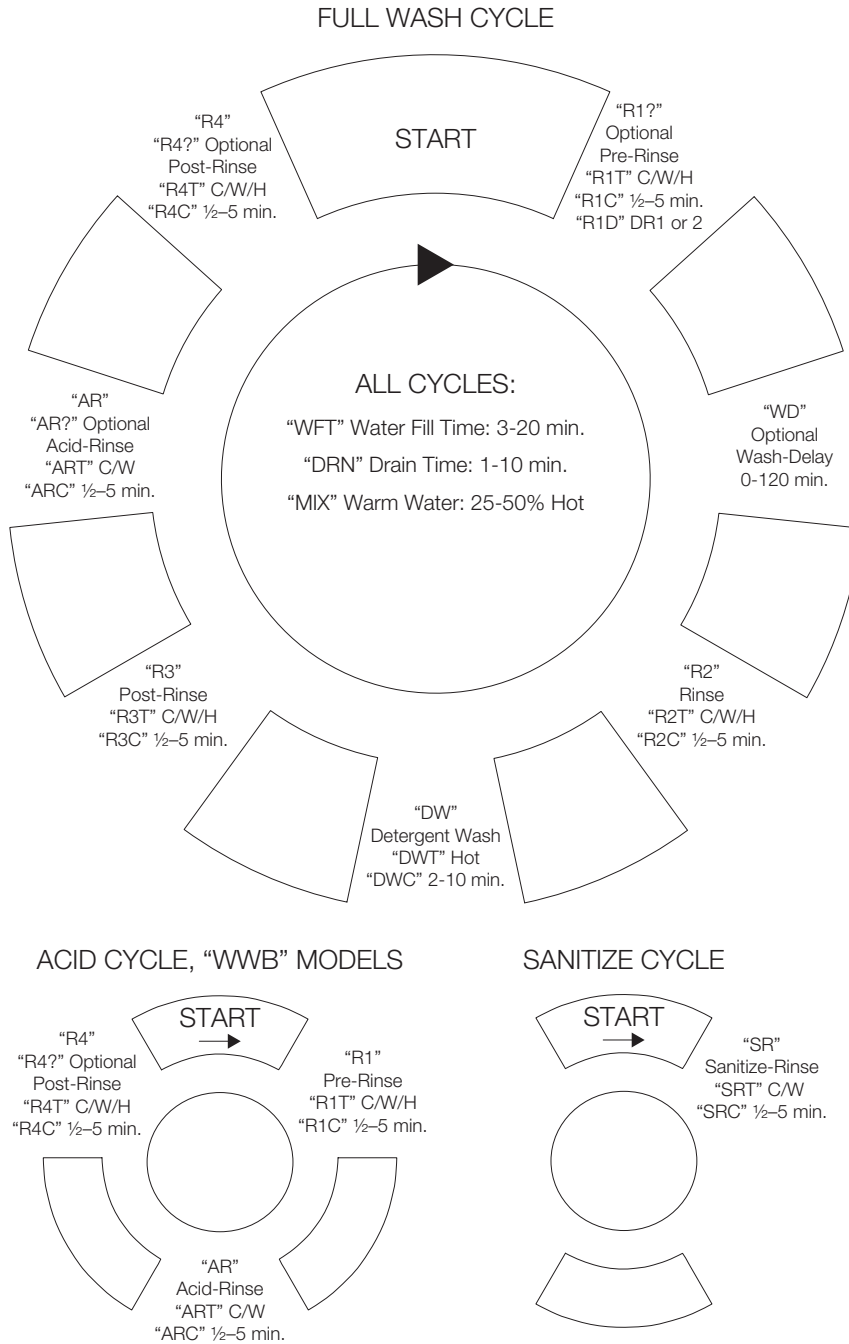 FULL WASH CYCLE
START
“R1?”
Optional
Pre-Rinse
“R1T” C/W/H
“R1C” ½–5 min.
“R1D” DR1 or 2
“WD”
Optional
Wash-Delay
0-120 min.
“R2”
Rinse
“R2T” C/W/H
“R2C” ½–5 min.
“DW”
Detergent Wash
“DWT” Hot
“DWC” 2-10 min.
“R3”
Post-Rinse
“R3T” C/W/H
“R3C” ½–5 min.
“AR”
“AR?” Optional
Acid-Rinse
“ART” C/W
“ARC” ½–5 min.
“R4”
“R4?” Optional
Post-Rinse
“R4T” C/W/H
“R4C” ½–5 min.
ALL CYCLES:
“WFT” Water Fill Time: 3-20 min.
“DRN” Drain Time: 1-10 min.
“MIX” Warm Water: 25-50% Hot
ACID CYCLE, “WWB” MODELS
START
“R1”
Pre-Rinse
“R1T” C/W/H
“R1C” ½–5 min.
“AR”
Acid-Rinse
“ART” C/W
“ARC” ½–5 min.
“R4”
“R4?” Optional
Post-Rinse
“R4T” C/W/H
“R4C” ½–5 min.
SANITIZE CYCLE
START
“SR”
Sanitize-Rinse
“SRT” C/W
“SRC” ½–5 min.